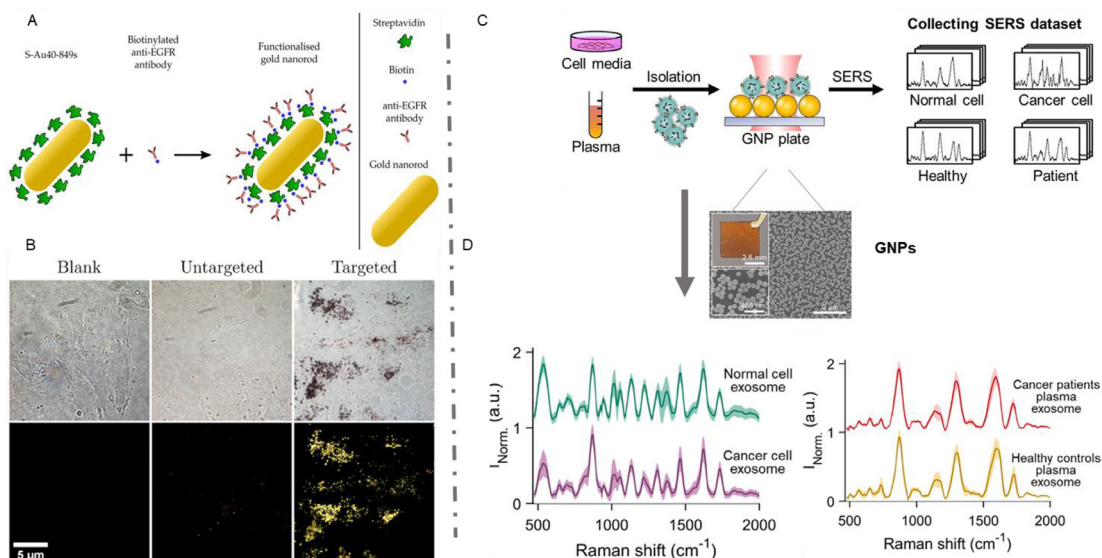 A
S-Au40-849s
Biotinylated
anti-EGFR
antibody
Functionalised
gold nanorod
Streptavidin
Biotin
anti-EGFR
antibody
Gold nanorod
B
Blank
Untargeted
Targeted
5 µm
C
Collecting SERS dataset
Cell media
Plasma
Isolation
GNP plate
SERS
Normal cell
Cancer cell
Healthy
Patient
2.5 mm
GNPs
D
2
1
0
I Norm. (a.u.)
Normal cell
exosome
Cancer cell
exosome
500
1000
1500
2000
Raman shift (cm⁻¹)
2
1
0
I Norm. (a.u.)
Cancer patients
plasma
exosome
Healthy controls
plasma
exosome
500
1000
1500
2000
Raman shift (cm⁻¹)